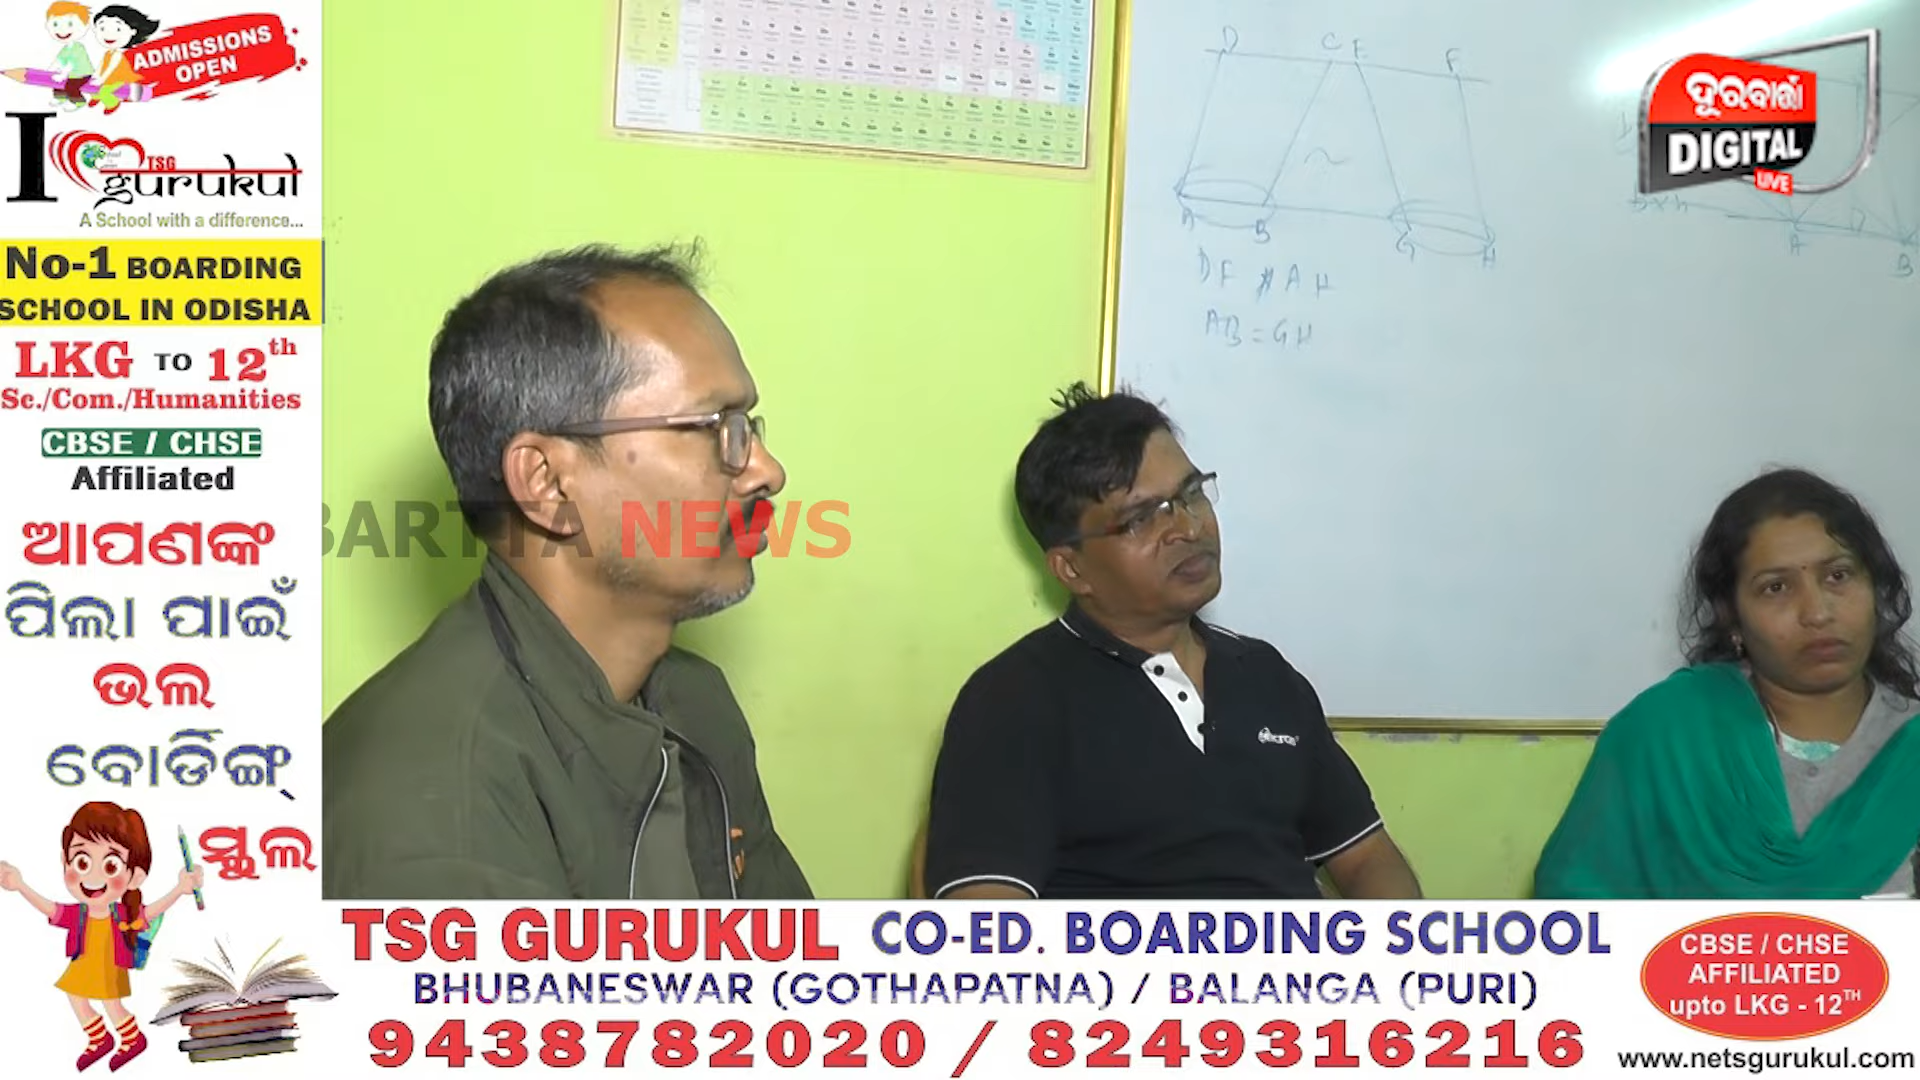 ADMISSIONS
OPEN
I
TSG
gurukul
A School with a difference...
No-1 BOARDING
SCHOOL IN ODISHA
LKG TO 12th
Sc./Com./Humanities
CBSE / CHSE
Affiliated
ଆପଣଙ୍କ
ପିଲା ପାଇଁ
ଭଲ
ବୋର୍ଡିଙ୍ଗ୍
ସ୍କୁଲ
D C E F
A B G H
DF // AH
AB = GH
b x h
A B
ଦୂରବାର୍ତ୍ତା
DIGITAL
LIVE
BARTTA NEWS
TSG GURUKUL CO-ED. BOARDING SCHOOL
BHUBANESWAR (GOTHAPATNA) / BALANGA (PURI)
9438782020 / 8249316216
CBSE / CHSE
AFFILIATED
upto LKG - 12TH
www.netsgurukul.com